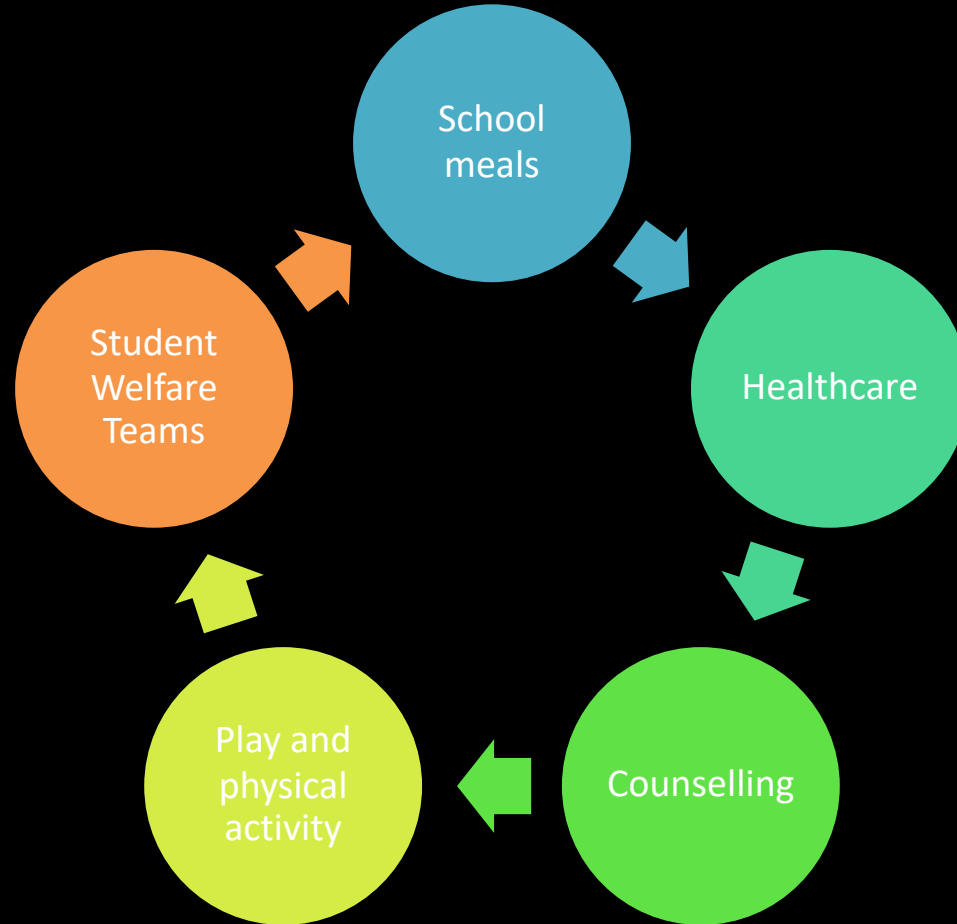 School
meals
Healthcare
Counselling
Play and
physical
activity
Student
Welfare
Teams